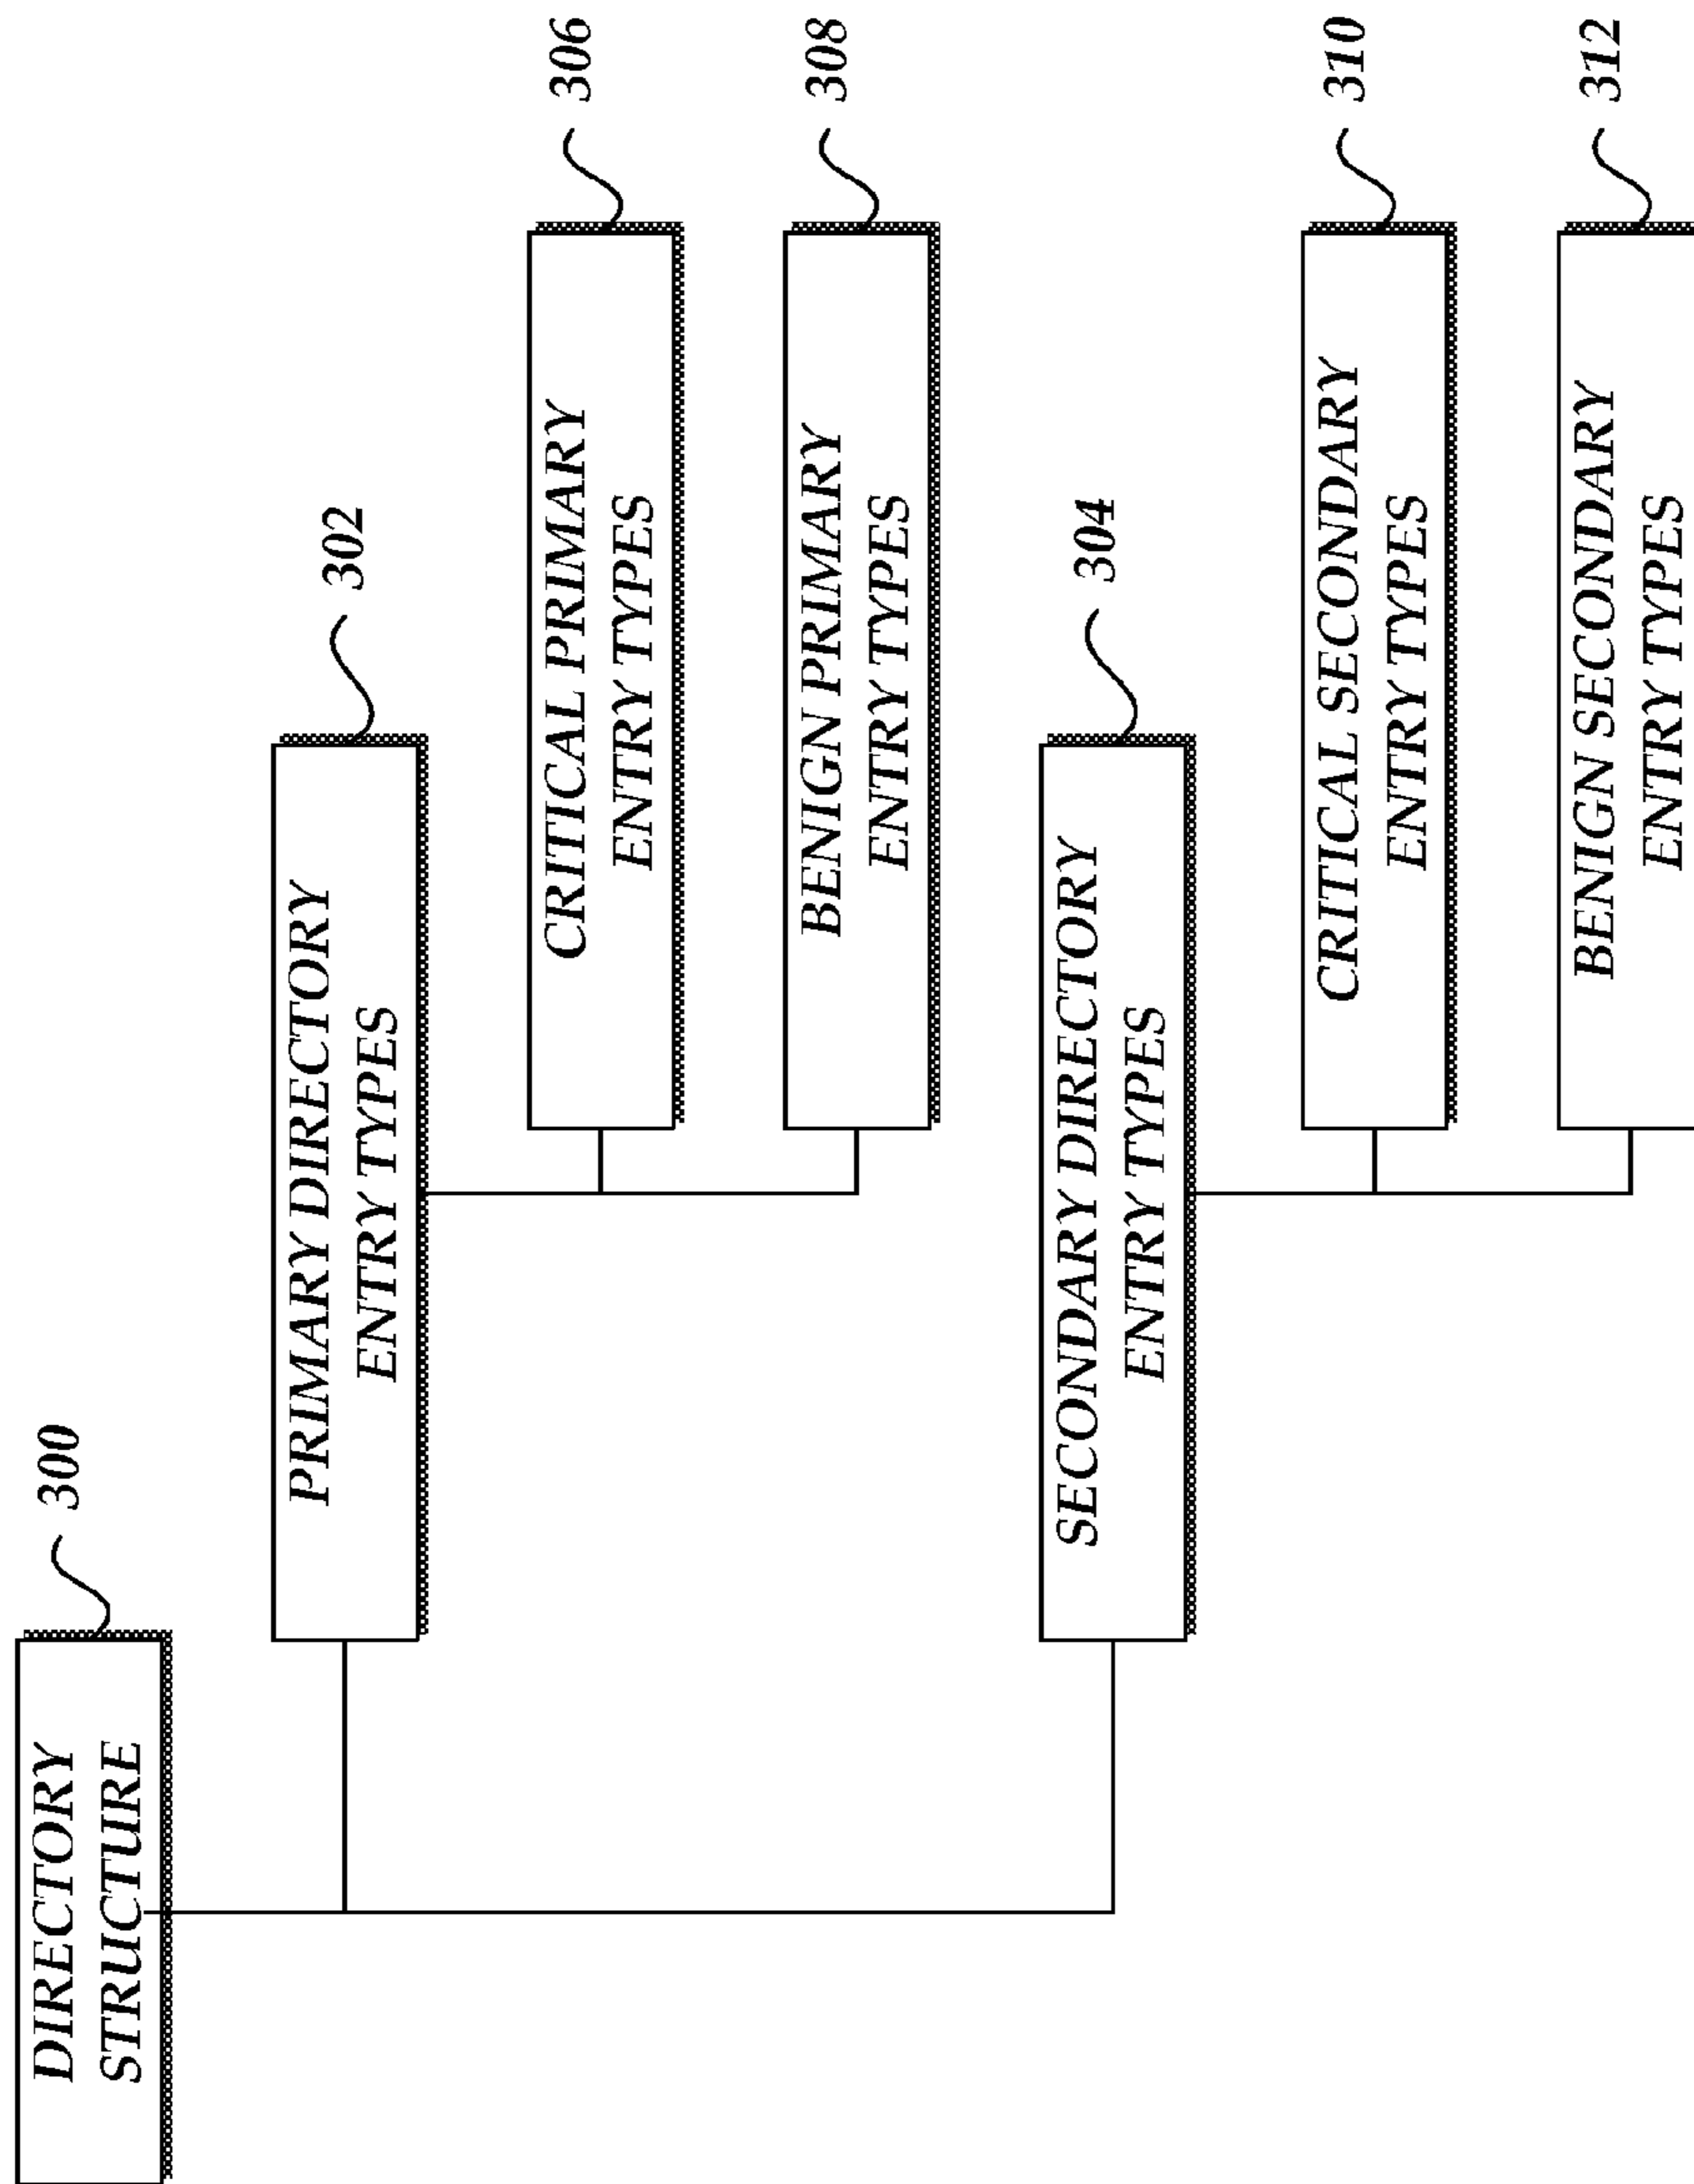 DIRECTORY
STRUCTURE
300
PRIMARY DIRECTORY
ENTRY TYPES
302
CRITICAL PRIMARY
ENTRY TYPES
306
BENIGN PRIMARY
ENTRY TYPES
308
SECONDARY DIRECTORY
ENTRY TYPES
304
CRITICAL SECONDARY
ENTRY TYPES
310
BENIGN SECONDARY
ENTRY TYPES
312